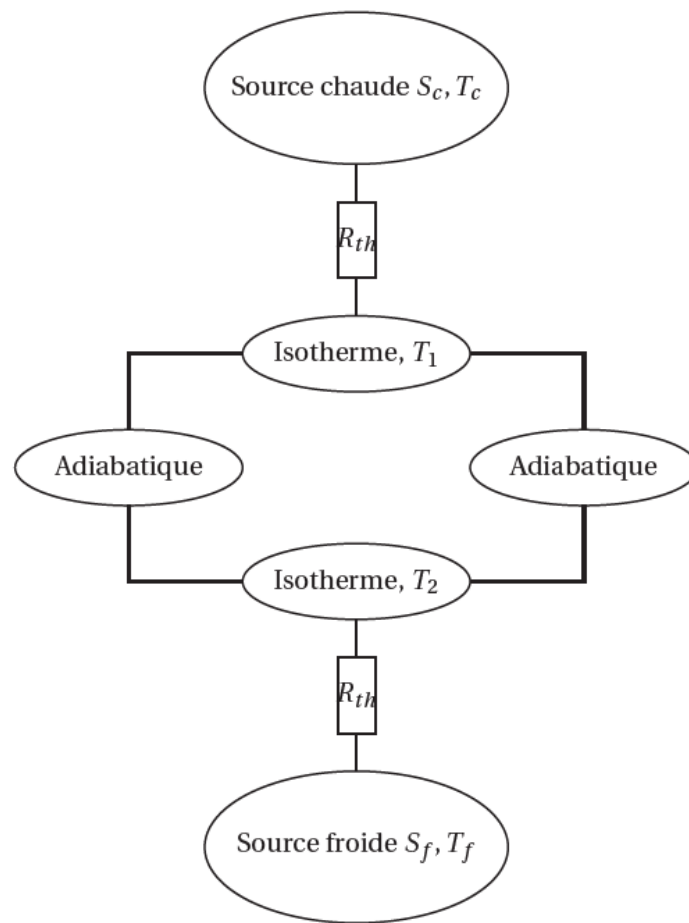 Source chaude S_c, T_c
R_th
Isotherme, T_1
Adiabatique
Adiabatique
Isotherme, T_2
R_th
Source froide S_f, T_f